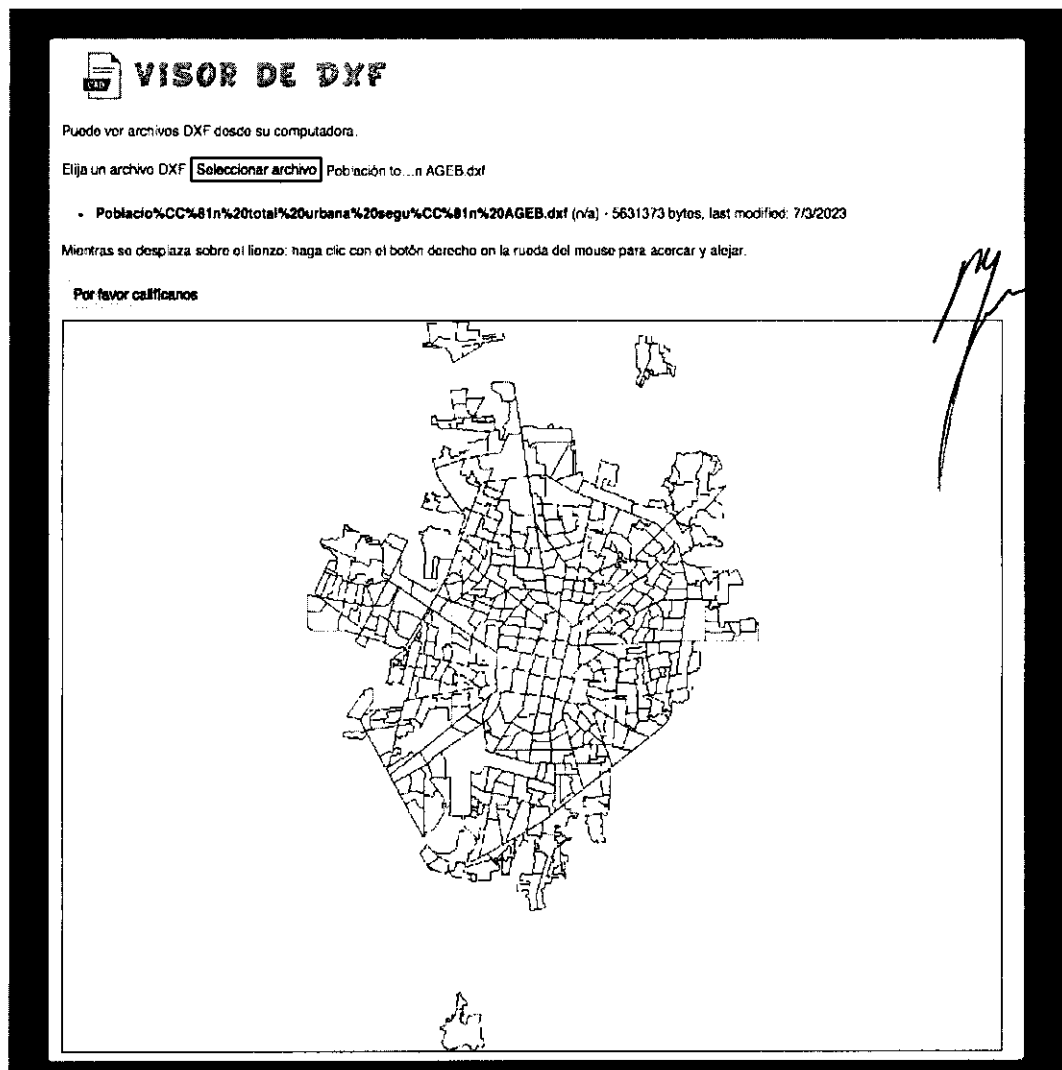 CAD VISOR DE DXF
Puede ver archivos DXF desde su computadora.
Elija un archivo DXF Seleccionar archivo Población to...n AGEB.dxf
• Poblacio%CC%81n%20total%20urbana%20segu%CC%81n%20AGEB.dxf (n/a) - 5631373 bytes, last modified: 7/3/2023
Mientras se desplaza sobre el lienzo: haga clic con el botón derecho en la rueda del mouse para acercar y alejar.
Por favor califícanos